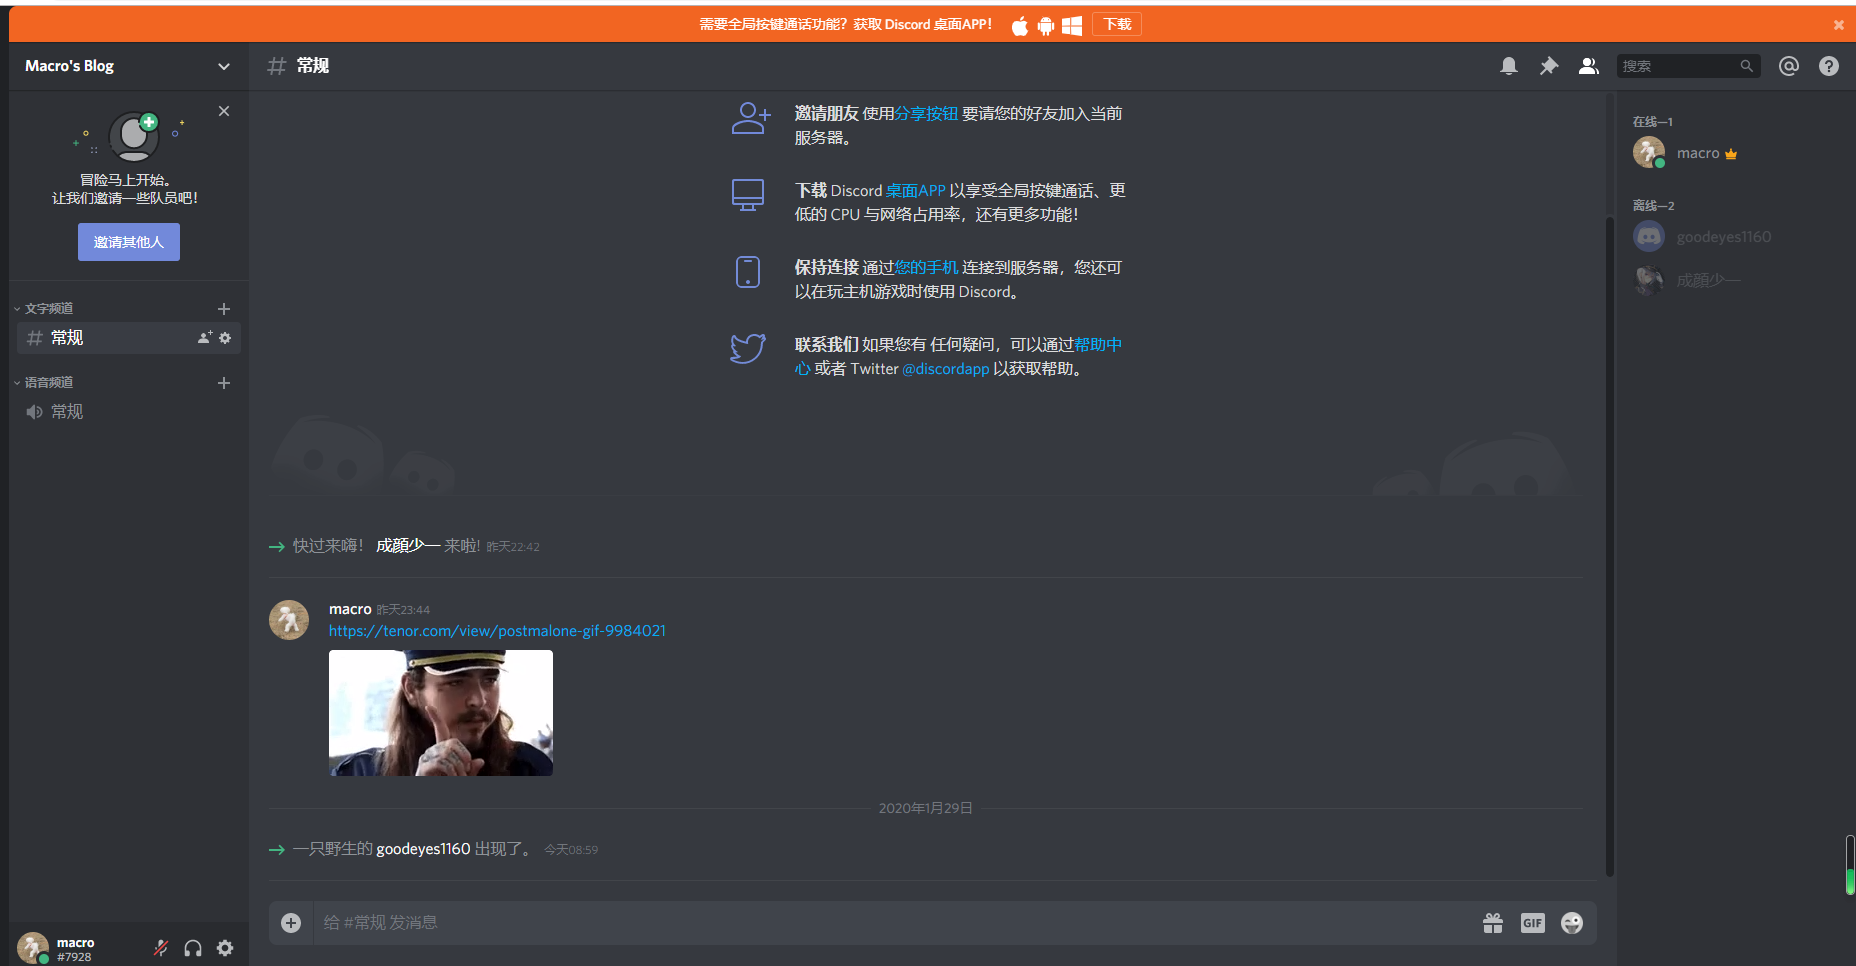 需要全局按键通话功能？获取 Discord 桌面APP！ 下载
Macro's Blog
# 常规
搜索
冒险马上开始。
让我们邀请一些队员吧！
邀请其他人
文字频道
常规
语音频道
常规
邀请朋友 使用分享按钮 要请您的好友加入当前
服务器。
下载 Discord 桌面APP 以享受全局按键通话、更
低的 CPU 与网络占用率，还有更多功能！
保持连接 通过您的手机 连接到服务器，您还可
以在玩主机游戏时使用 Discord。
联系我们 如果您有 任何疑问，可以通过帮助中
心 或者 Twitter @discordapp 以获取帮助。
快过来嗨！ 成顔少一 来啦! 昨天22:42
macro 昨天23:44
https://tenor.com/view/postmalone-gif-9984021
2020年1月29日
一只野生的 goodeyes1160 出现了。 今天08:59
给 #常规 发消息
GIF
在线—1
macro
离线—2
goodeyes1160
成顔少一
macro
#7928